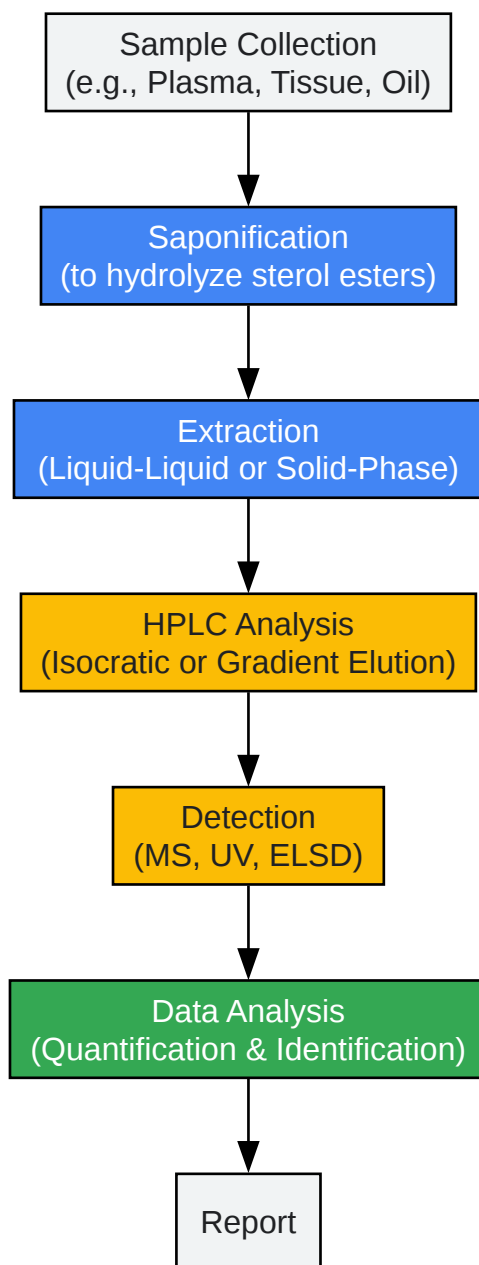 Sample Collection
(e.g., Plasma, Tissue, Oil)
Saponification
(to hydrolyze sterol esters)
Extraction
(Liquid-Liquid or Solid-Phase)
HPLC Analysis
(Isocratic or Gradient Elution)
Detection
(MS, UV, ELSD)
Data Analysis
(Quantification & Identification)
Report